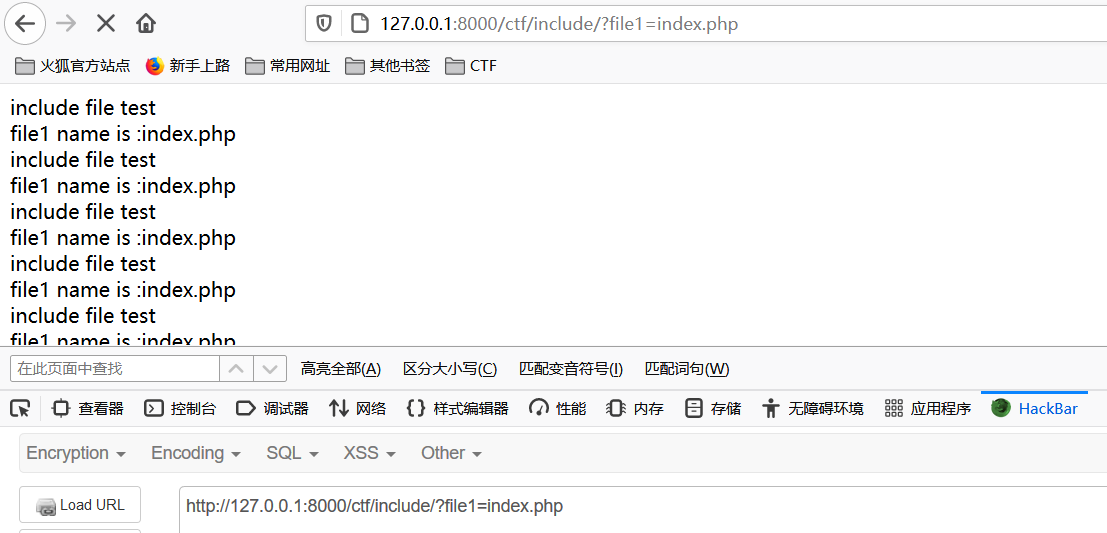 127.0.0.1:8000/ctf/include/?file1=index.php
火狐官方站点 新手上路 常用网址 其他书签 CTF
include file test
file1 name is :index.php
include file test
file1 name is :index.php
include file test
file1 name is :index.php
include file test
file1 name is :index.php
include file test
file1 name is :index.php
在此页面中查找 高亮全部(A) 区分大小写(C) 匹配变音符号(I) 匹配词句(W)
查看器 控制台 调试器 网络 样式编辑器 性能 内存 存储 无障碍环境 应用程序 HackBar
Encryption Encoding SQL XSS Other
Load URL http://127.0.0.1:8000/ctf/include/?file1=index.php